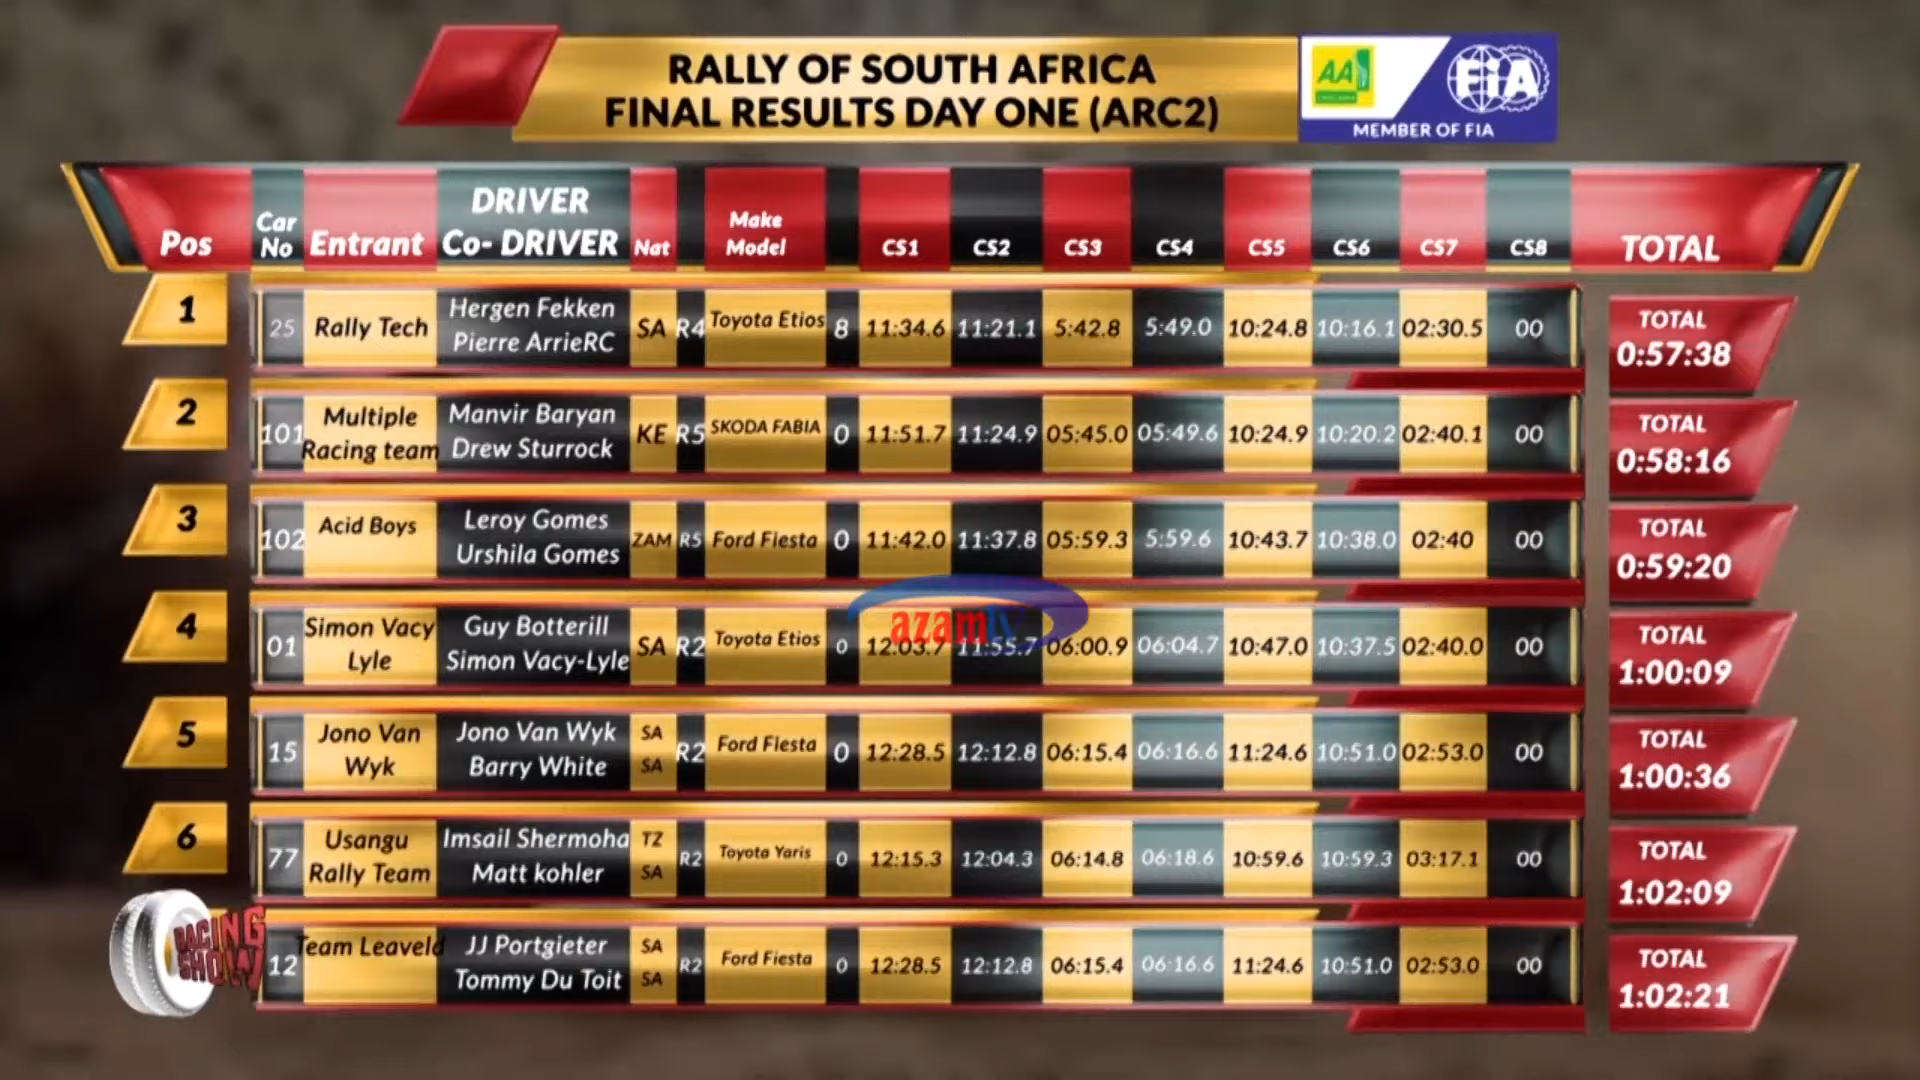 RALLY OF SOUTH AFRICA
FINAL RESULTS DAY ONE (ARC2)
AA
FiA
MEMBER OF FIA
Pos Car No Entrant DRIVER Co- DRIVER Nat Make Model CS1 CS2 CS3 CS4 CS5 CS6 CS7 CS8 TOTAL
1 25 Rally Tech Hergen Fekken Pierre ArrieRC SA R4 Toyota Etios 8 11:34.6 11:21.1 5:42.8 5:49.0 10:24.8 10:16.1 02:30.5 00 TOTAL 0:57:38
2 101 Multiple Racing team Manvir Baryan Drew Sturrock KE R5 SKODA FABIA 0 11:51.7 11:24.9 05:45.0 05:49.6 10:24.9 10:20.2 02:40.1 00 TOTAL 0:58:16
3 102 Acid Boys Leroy Gomes Urshila Gomes ZAM R5 Ford Fiesta 0 11:42.0 11:37.8 05:59.3 5:59.6 10:43.7 10:38.0 02:40 00 TOTAL 0:59:20
azamtv
4 01 Simon Vacy Lyle Guy Botterill Simon Vacy-Lyle SA R2 Toyota Etios 0 12:03.7 11:55.7 06:00.9 06:04.7 10:47.0 10:37.5 02:40.0 00 TOTAL 1:00:09
5 15 Jono Van Wyk Jono Van Wyk Barry White SA SA R2 Ford Fiesta 0 12:28.5 12:12.8 06:15.4 06:16.6 11:24.6 10:51.0 02:53.0 00 TOTAL 1:00:36
6 77 Usangu Rally Team Imsail Shermoha Matt kohler TZ SA R2 Toyota Yaris 0 12:15.3 12:04.3 06:14.8 06:18.6 10:59.6 10:59.3 03:17.1 00 TOTAL 1:02:09
RACING SHOW
12 Team Leaveld JJ Portgieter Tommy Du Toit SA SA R2 Ford Fiesta 0 12:28.5 12:12.8 06:15.4 06:16.6 11:24.6 10:51.0 02:53.0 00 TOTAL 1:02:21